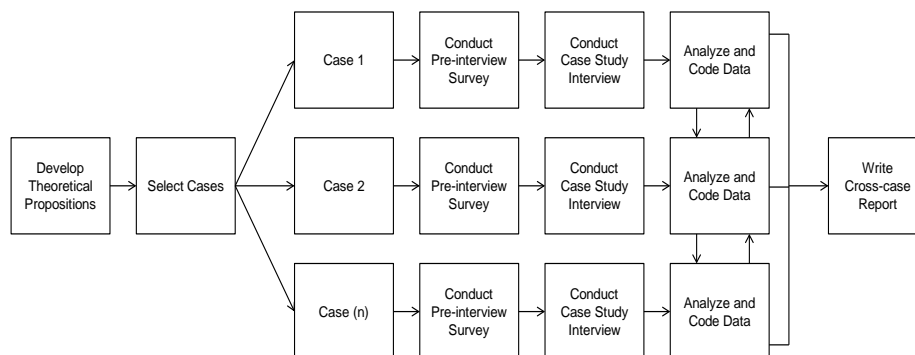 Case 1
Conduct
Pre-interview
Survey
Conduct
Case Study
Interview
Analyze and
Code Data
Develop
Theoretical
Propositions
Select Cases
Case 2
Conduct
Pre-interview
Survey
Conduct
Case Study
Interview
Analyze and
Code Data
Write
Cross-case
Report
Case (n)
Conduct
Pre-interview
Survey
Conduct
Case Study
Interview
Analyze and
Code Data